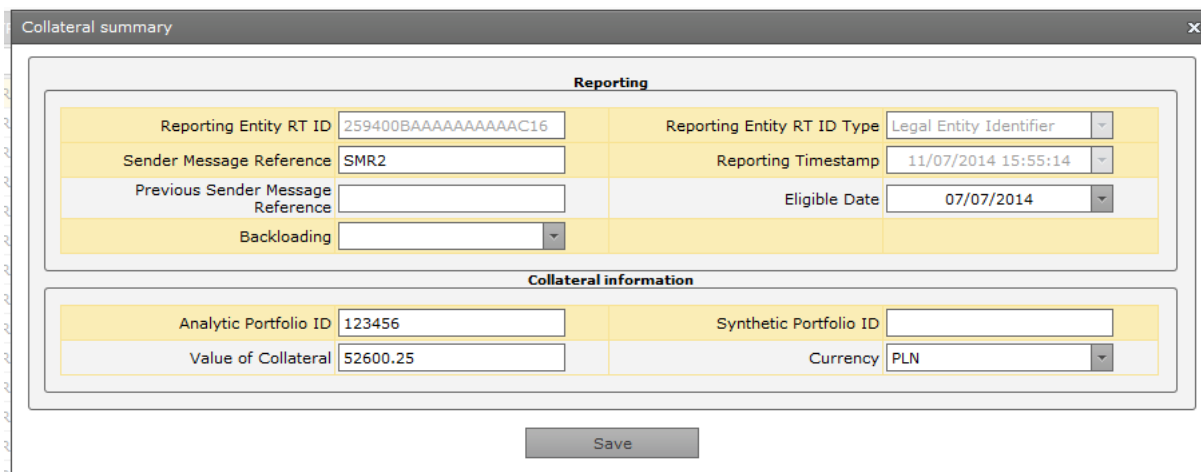 Collateral summary x
Reporting
Reporting Entity RT ID 259400BAAAAAAAAAAC16 Reporting Entity RT ID Type Legal Entity Identifier
Sender Message Reference SMR2 Reporting Timestamp 11/07/2014 15:55:14
Previous Sender Message
Reference Eligible Date 07/07/2014
Backloading
Collateral information
Analytic Portfolio ID 123456 Synthetic Portfolio ID
Value of Collateral 52600.25 Currency PLN
Save